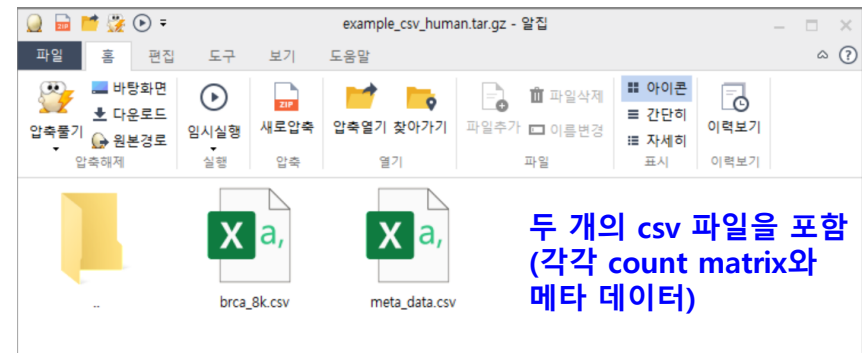 example_csv_human.tar.gz - 알집
파일 홈 편집 도구 보기 도움말
압축풀기
바탕화면
다운로드
원본경로
압축해제
임시실행
실행
ZIP
새로압축
압축
압축열기 찾아가기
열기
파일추가
파일삭제
이름변경
파일
아이콘
간단히
자세히
표시
이력보기
이력보기
..
brca_8k.csv
meta_data.csv
두 개의 csv 파일을 포함
(각각 count matrix와
메타 데이터)